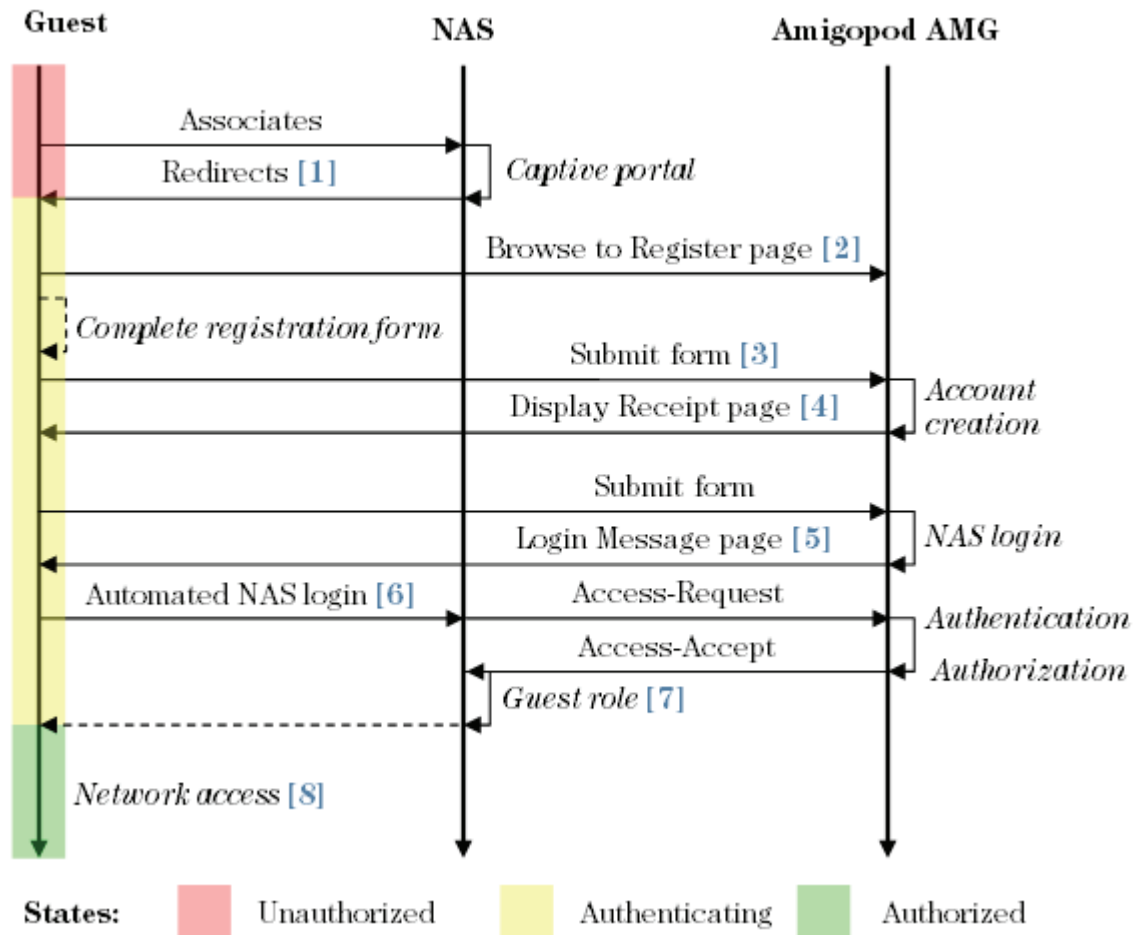 Guest NAS Amigopod AMG
Associates
Redirects [1]
Captive portal
Browse to Register page [2]
Complete registration form
Submit form [3]
Display Receipt page [4]
Account
creation
Submit form
Login Message page [5]
NAS login
Automated NAS login [6]
Access-Request
Authentication
Access-Accept
Authorization
Guest role [7]
Network access [8]
States: Unauthorized Authenticating Authorized